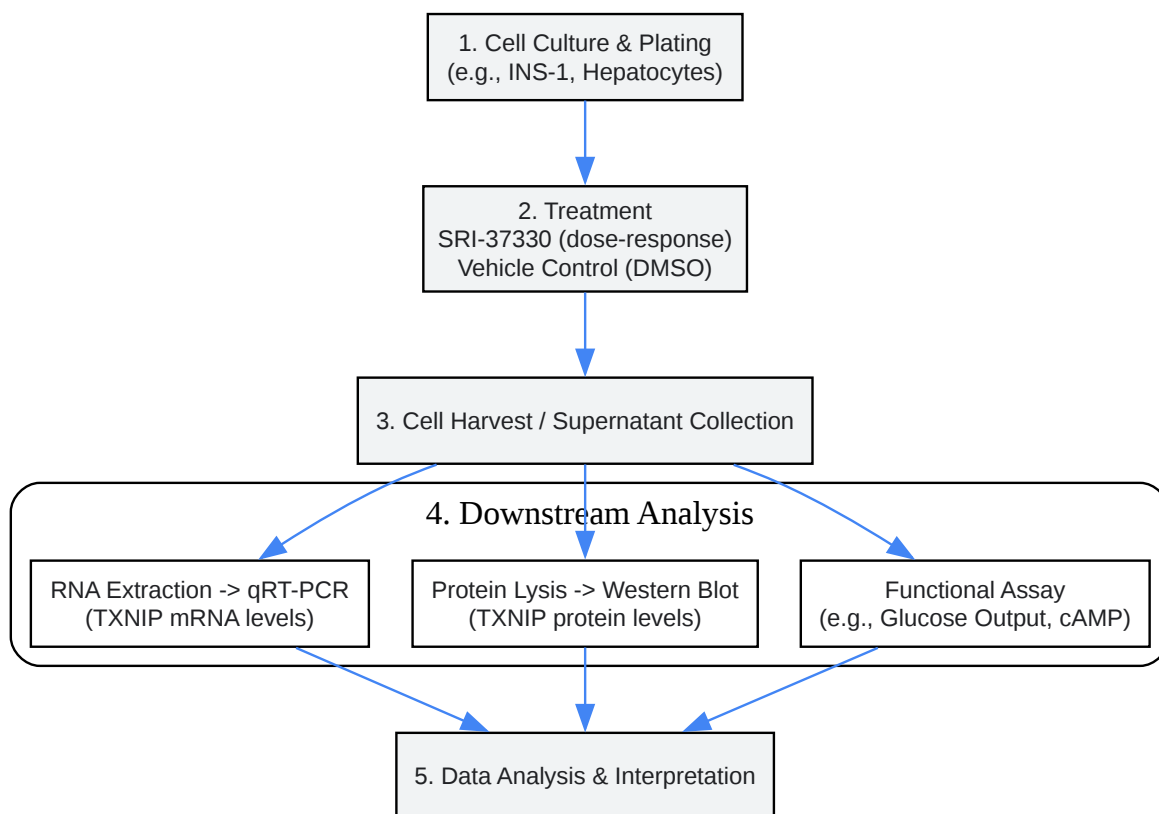 1. Cell Culture & Plating
(e.g., INS-1, Hepatocytes)
2. Treatment
SRI-37330 (dose-response)
Vehicle Control (DMSO)
3. Cell Harvest / Supernatant Collection
4. Downstream Analysis
RNA Extraction -> qRT-PCR
(TXNIP mRNA levels)
Protein Lysis -> Western Blot
(TXNIP protein levels)
Functional Assay
(e.g., Glucose Output, cAMP)
5. Data Analysis & Interpretation